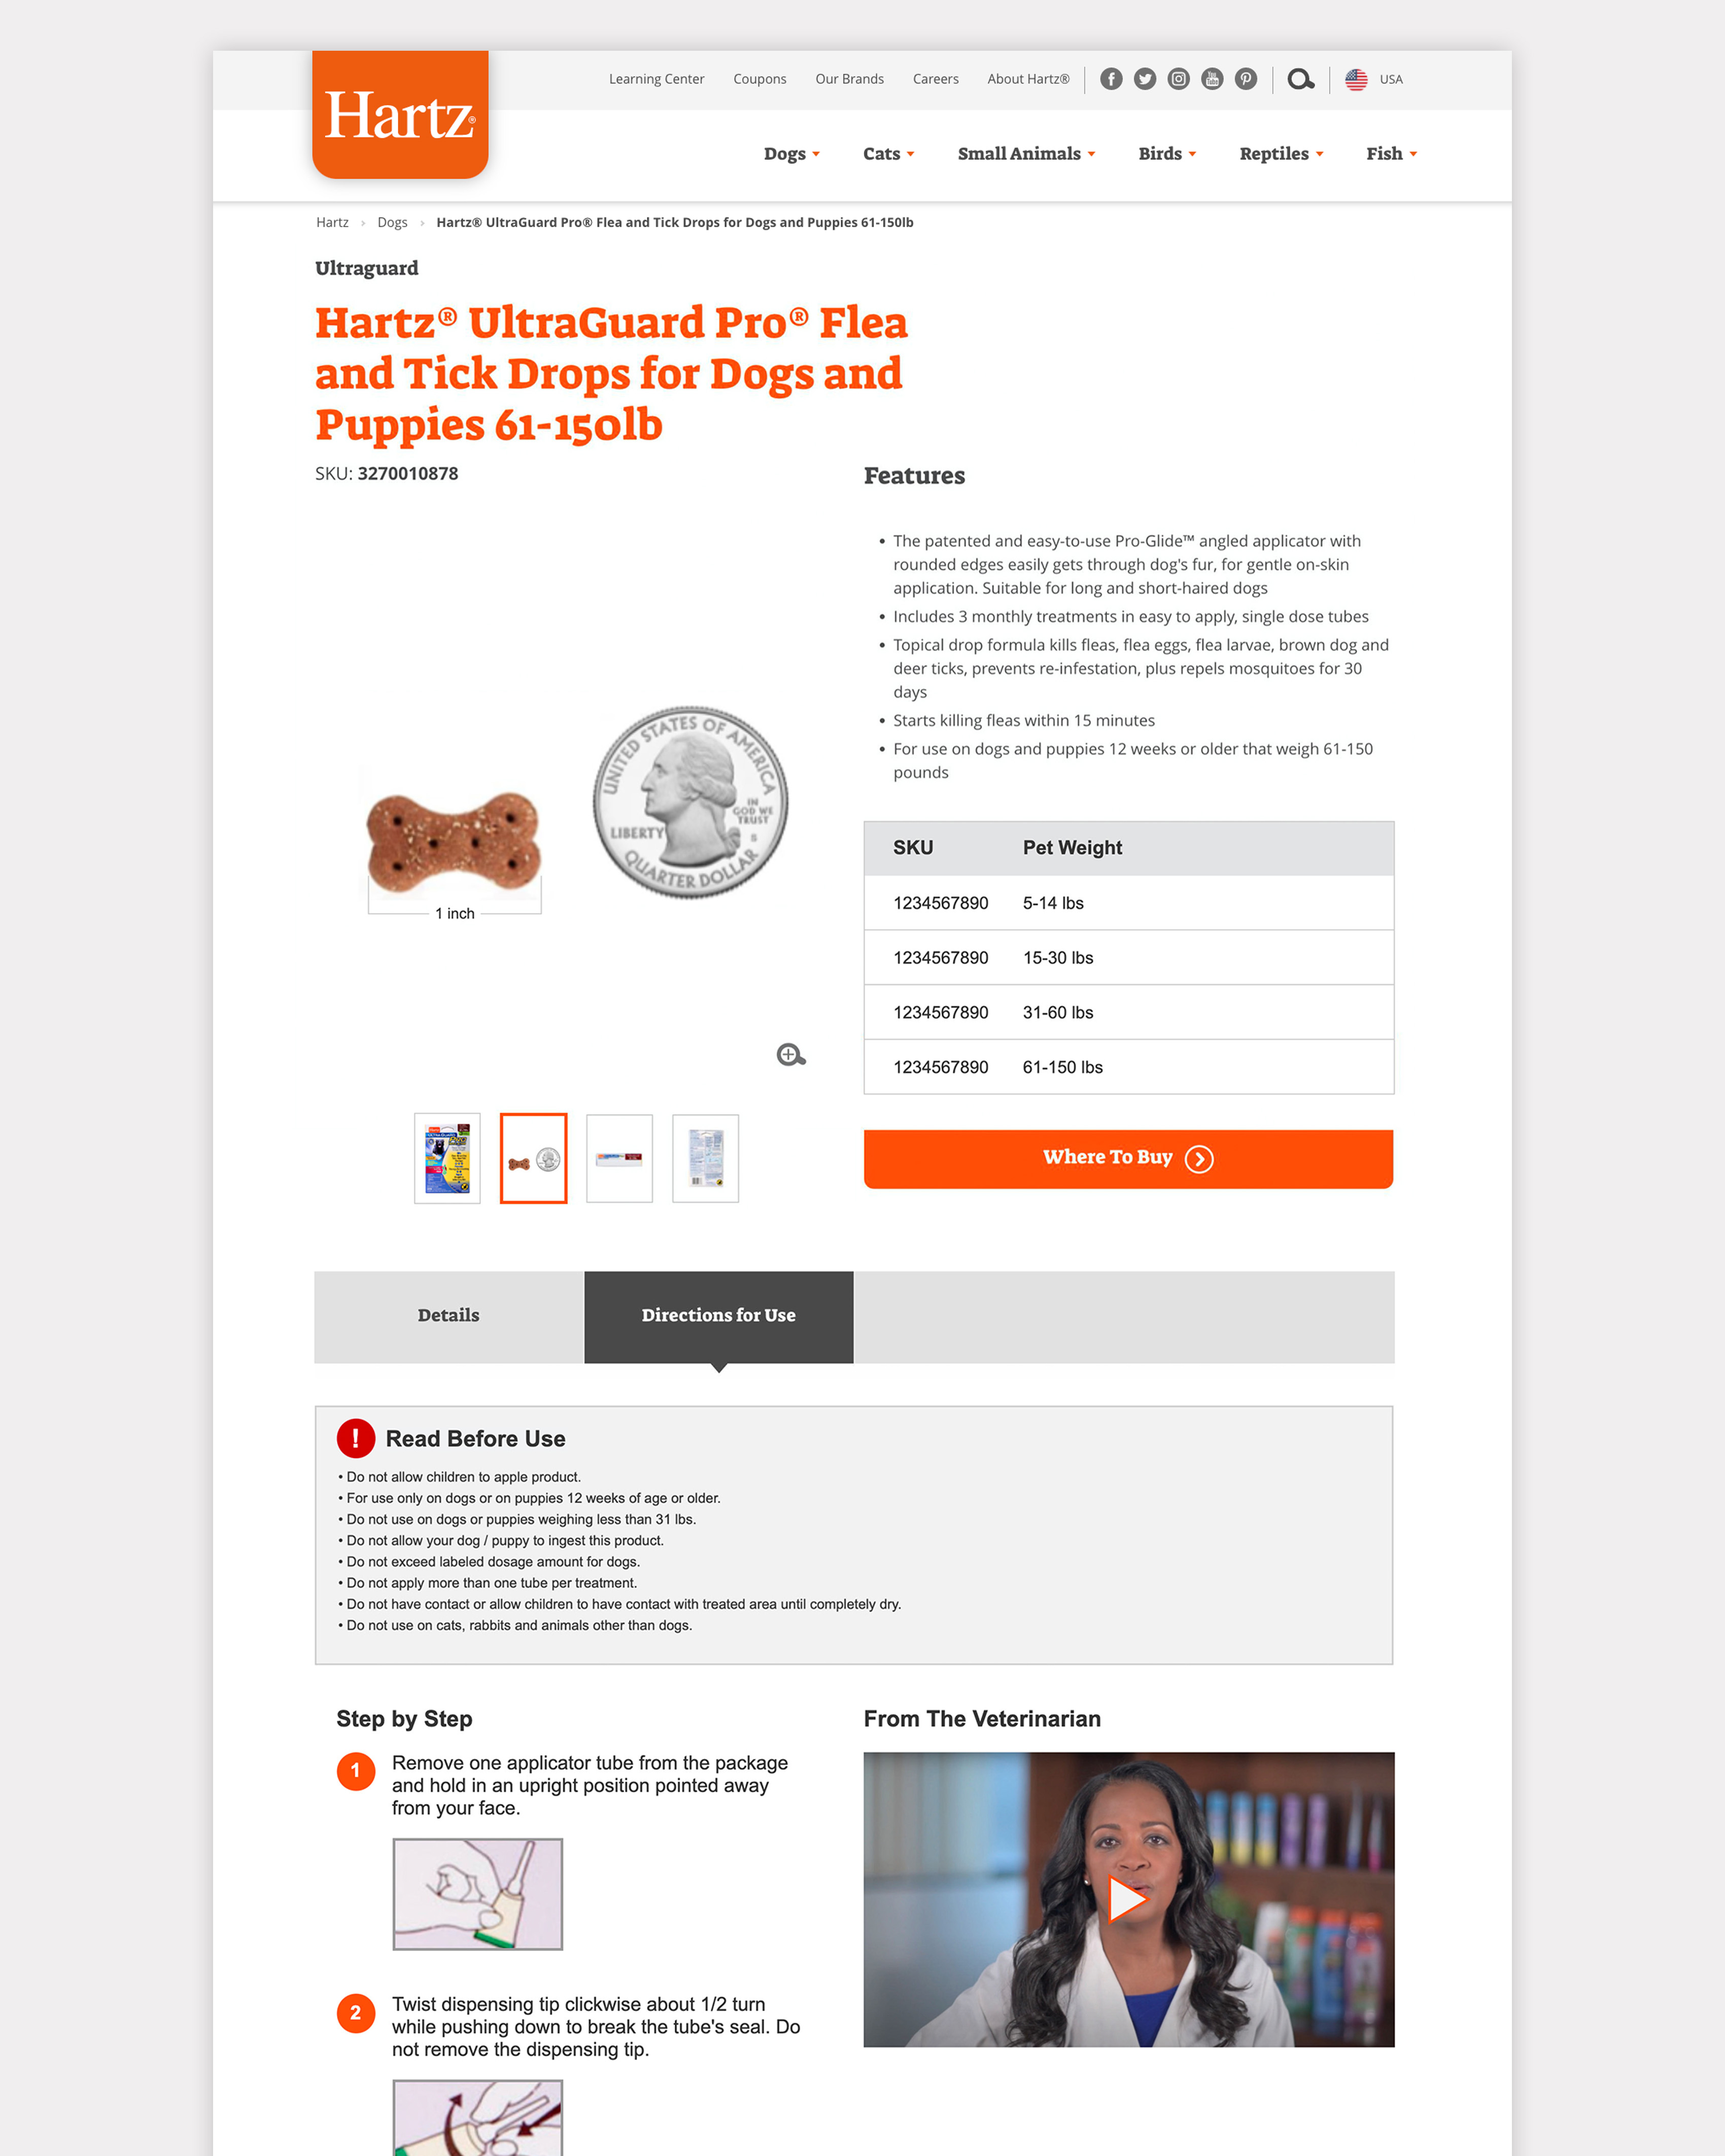 Hartz®
Learning Center
Coupons
Our Brands
Careers
About Hartz®
USA
Dogs
Cats
Small Animals
Birds
Reptiles
Fish
Hartz
Dogs
Hartz® UltraGuard Pro® Flea and Tick Drops for Dogs and Puppies 61-150lb
Ultraguard
Hartz® UltraGuard Pro® Flea
and Tick Drops for Dogs and
Puppies 61-150lb
SKU: 3270010878
UNITED STATES OF AMERICA
IN
GOD WE
TRUST
LIBERTY
S
QUARTER DOLLAR
1 inch
Features
• The patented and easy-to-use Pro-Glide™ angled applicator with
rounded edges easily gets through dog's fur, for gentle on-skin
application. Suitable for long and short-haired dogs
• Includes 3 monthly treatments in easy to apply, single dose tubes
• Topical drop formula kills fleas, flea eggs, flea larvae, brown dog and
deer ticks, prevents re-infestation, plus repels mosquitoes for 30
days
• Starts killing fleas within 15 minutes
• For use on dogs and puppies 12 weeks or older that weigh 61-150
pounds
SKU Pet Weight
1234567890 5-14 lbs
1234567890 15-30 lbs
1234567890 31-60 lbs
1234567890 61-150 lbs
Where To Buy
Details
Directions for Use
! Read Before Use
• Do not allow children to apple product.
• For use only on dogs or on puppies 12 weeks of age or older.
• Do not use on dogs or puppies weighing less than 31 lbs.
• Do not allow your dog / puppy to ingest this product.
• Do not exceed labeled dosage amount for dogs.
• Do not apply more than one tube per treatment.
• Do not have contact or allow children to have contact with treated area until completely dry.
• Do not use on cats, rabbits and animals other than dogs.
Step by Step
1 Remove one applicator tube from the package
and hold in an upright position pointed away
from your face.
2 Twist dispensing tip clickwise about 1/2 turn
while pushing down to break the tube's seal. Do
not remove the dispensing tip.
From The Veterinarian